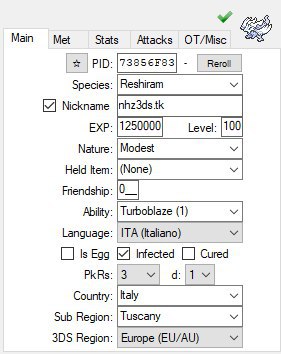 Main Met Stats Attacks OT/Misc
☆ PID: 73856F83 - Reroll
Species: Reshiram
Nickname nhz3ds.tk
EXP: 1250000 Level: 100
Nature: Modest
Held Item: (None)
Friendship: 0__
Ability: Turboblaze (1)
Language: ITA (Italiano)
Is Egg Infected Cured
PkRs: 3 d: 1
Country: Italy
Sub Region: Tuscany
3DS Region: Europe (EU/AU)